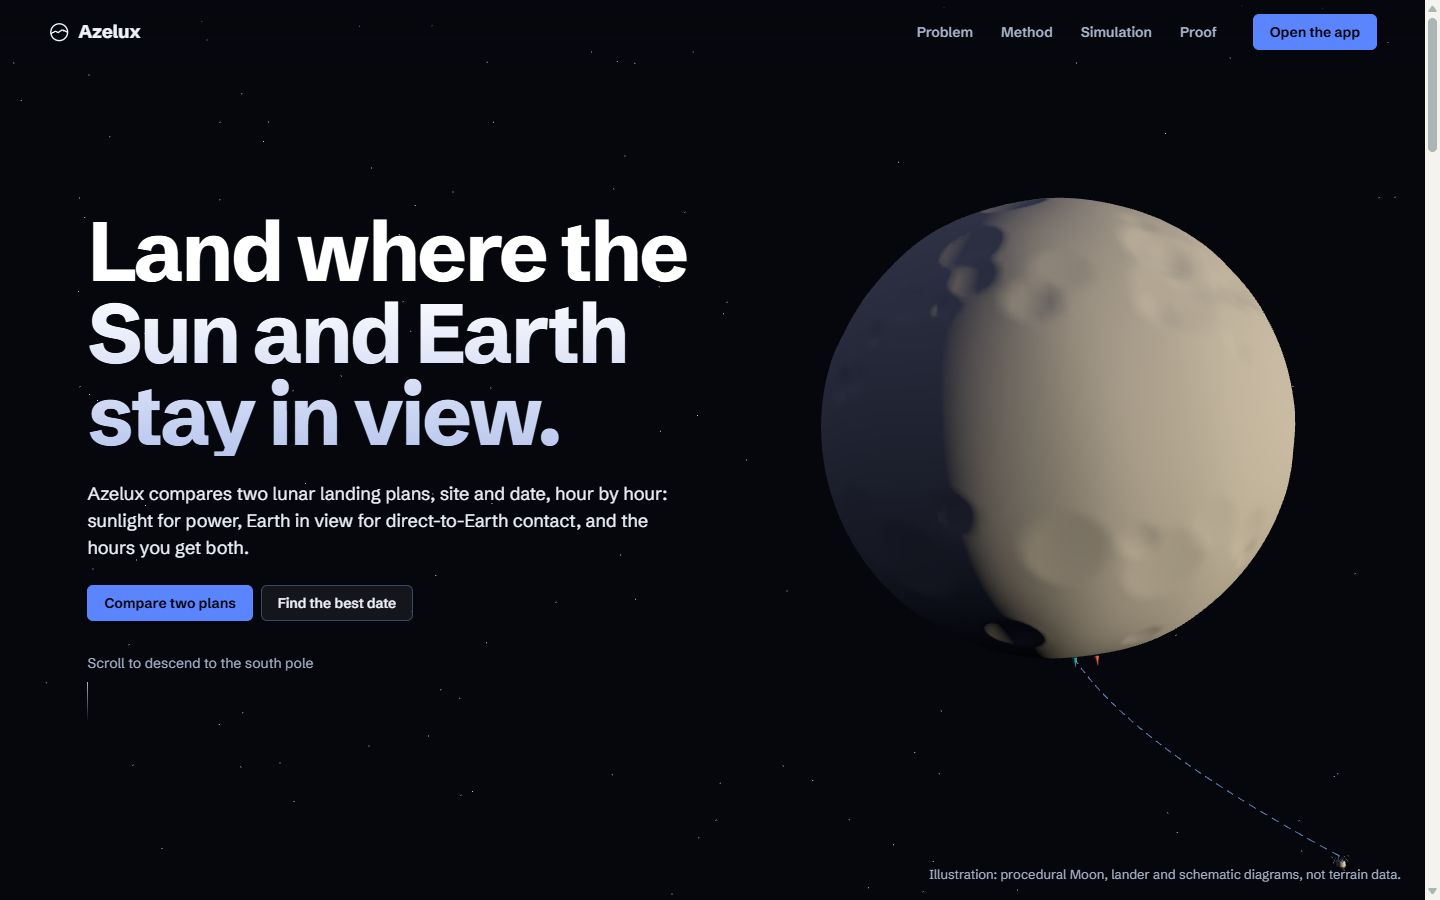 Azelux
Problem
Method
Simulation
Proof
Open the app
Land where the
Sun and Earth
stay in view.
Azelux compares two lunar landing plans, site and date, hour by hour:
sunlight for power, Earth in view for direct-to-Earth contact, and the
hours you get both.
Compare two plans
Find the best date
Scroll to descend to the south pole
Illustration: procedural Moon, lander and schematic diagrams, not terrain data.